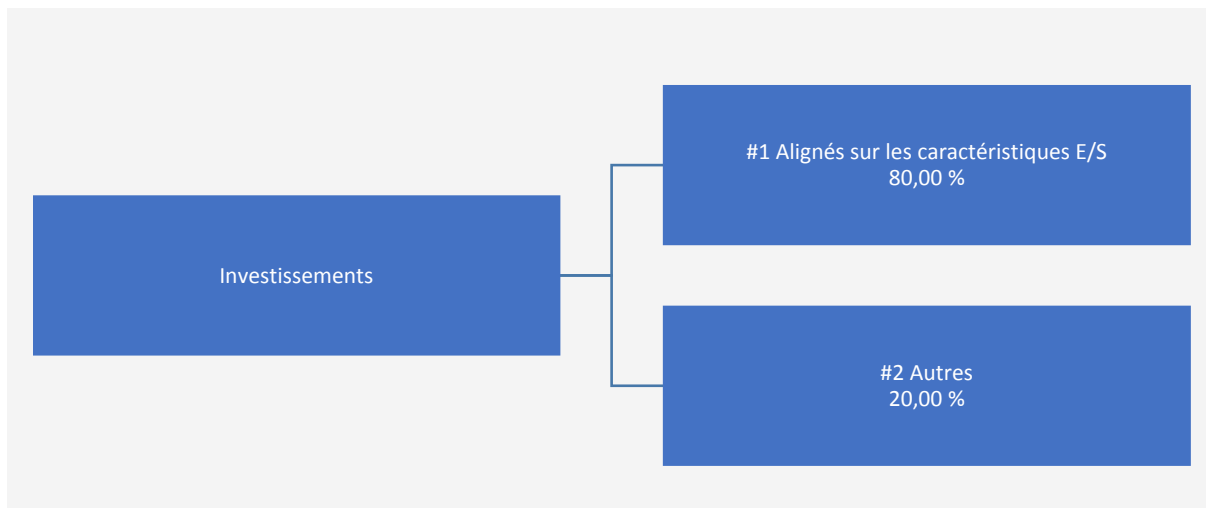 Investissements
#1 Alignés sur les caractéristiques E/S
80,00 %
#2 Autres
20,00 %